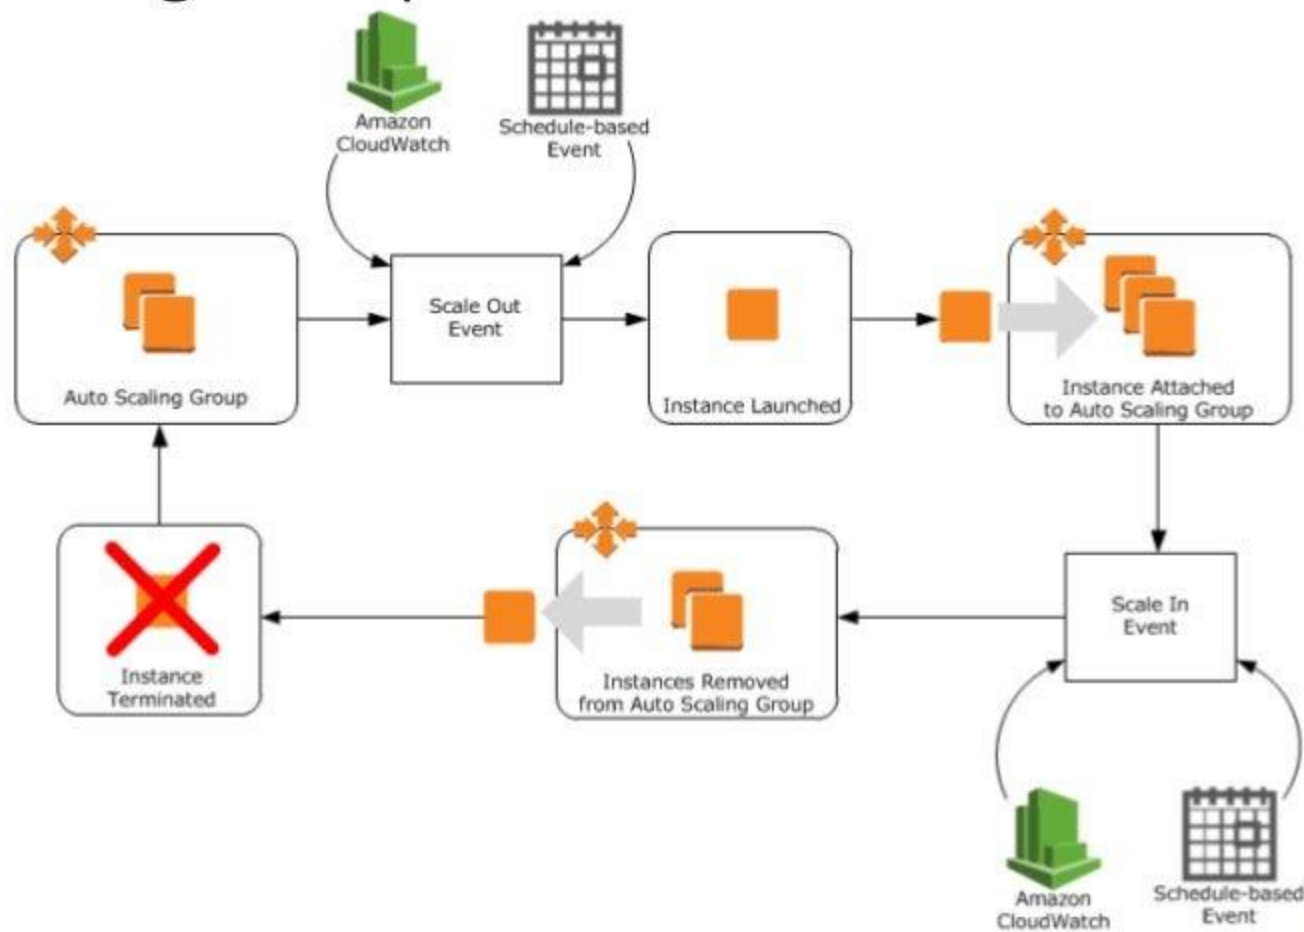 Amazon
CloudWatch
Schedule-based
Event
Auto Scaling Group
Scale Out
Event
Instance Launched
Instance Attached
to Auto Scaling Group
Scale In
Event
Instances Removed
from Auto Scaling Group
Instance
Terminated
Amazon
CloudWatch
Schedule-based
Event